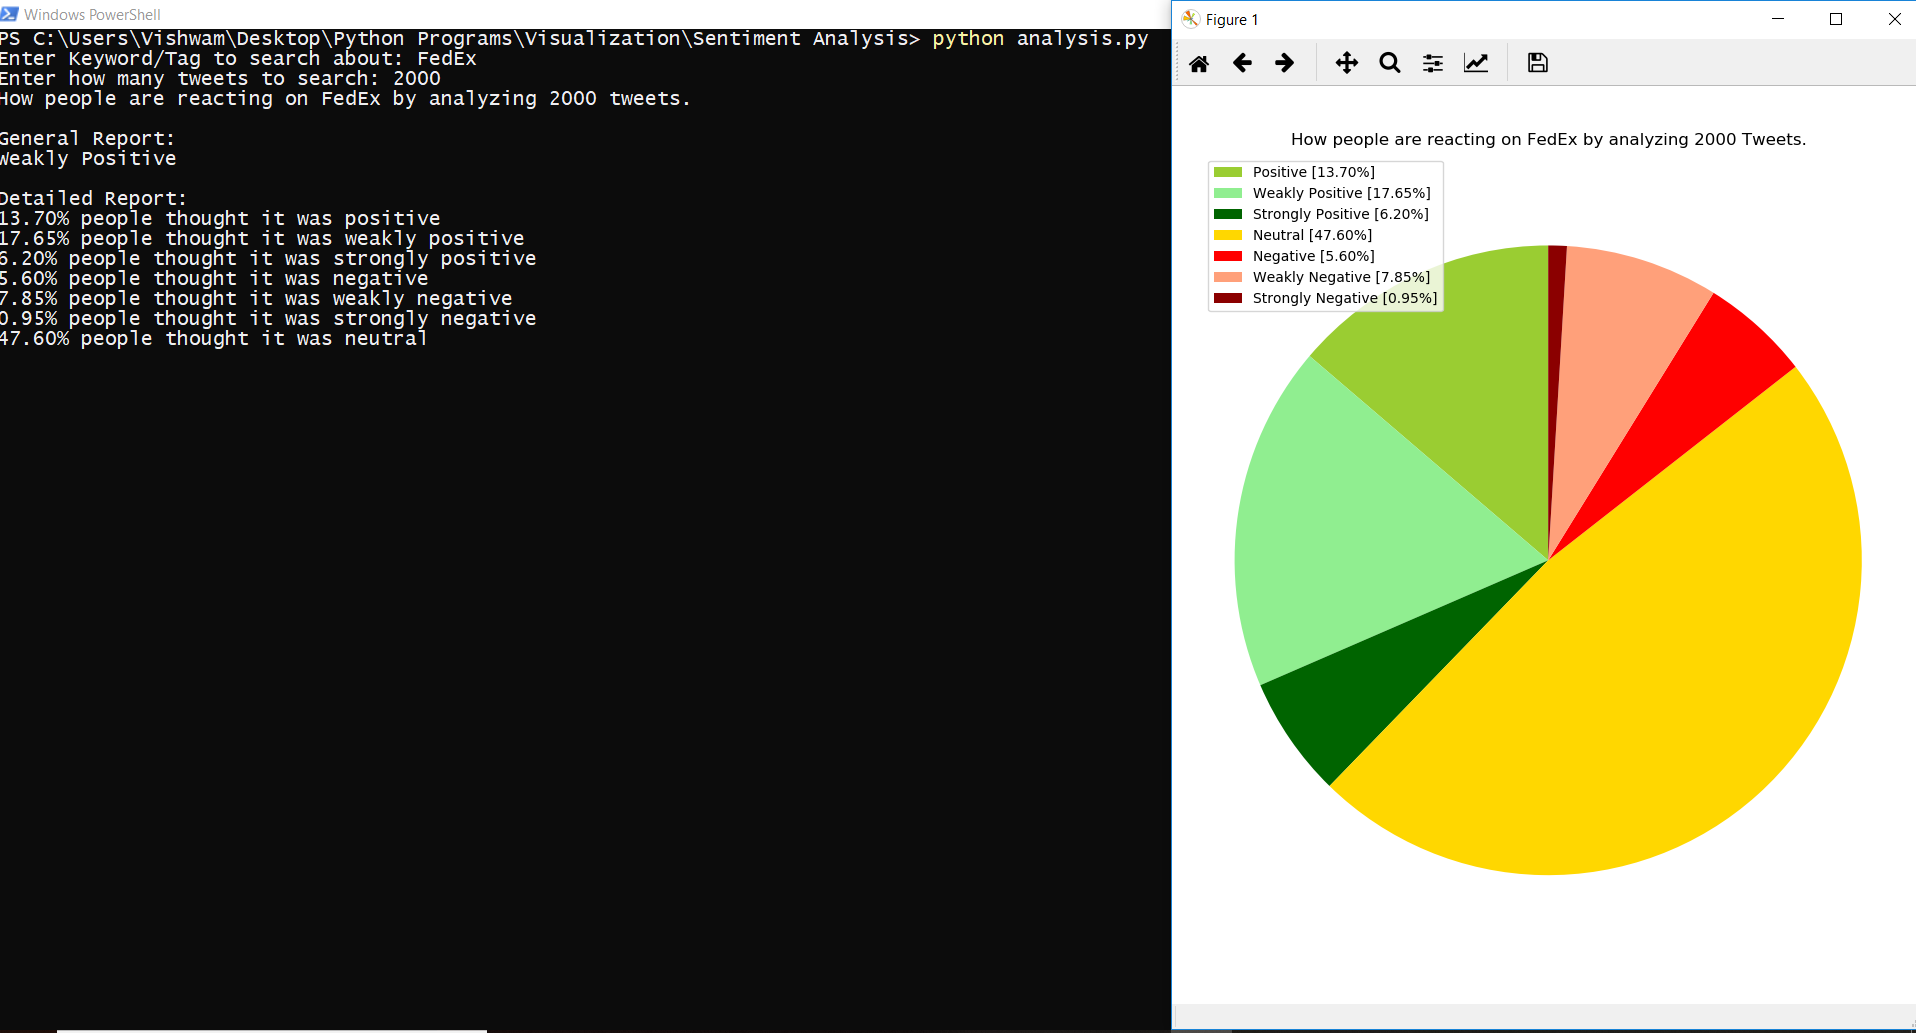 Windows PowerShell
PS C:\Users\Vishwam\Desktop\Python Programs\Visualization\Sentiment Analysis> python analysis.py
Enter Keyword/Tag to search about: FedEx
Enter how many tweets to search: 2000
How people are reacting on FedEx by analyzing 2000 tweets.
General Report:
Weakly Positive
Detailed Report:
13.70% people thought it was positive
17.65% people thought it was weakly positive
6.20% people thought it was strongly positive
5.60% people thought it was negative
7.85% people thought it was weakly negative
0.95% people thought it was strongly negative
47.60% people thought it was neutral
Figure 1
How people are reacting on FedEx by analyzing 2000 Tweets.
Positive [13.70%]
Weakly Positive [17.65%]
Strongly Positive [6.20%]
Neutral [47.60%]
Negative [5.60%]
Weakly Negative [7.85%]
Strongly Negative [0.95%]